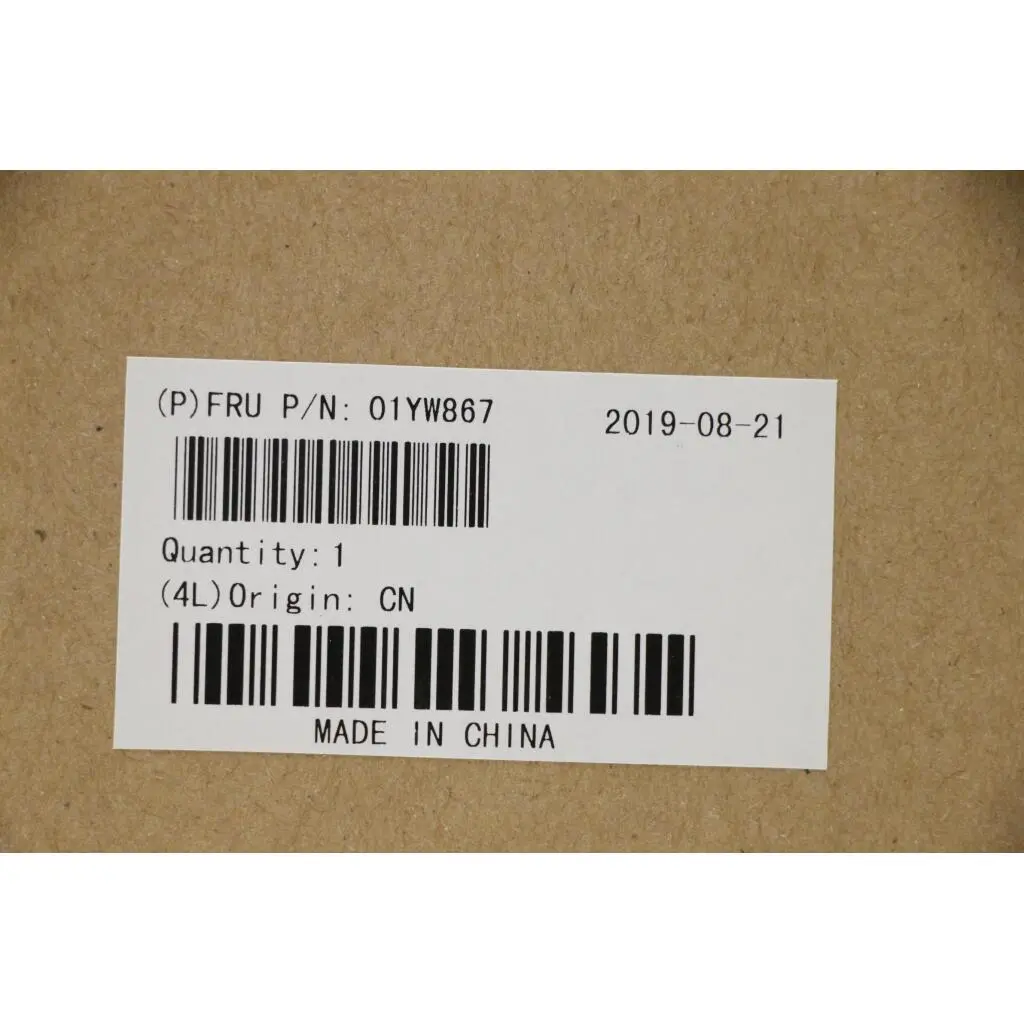 (P)FRU P/N: 01YW867
2019-08-21
Quantity:1
(4L)Origin: CN
MADE IN CHINA